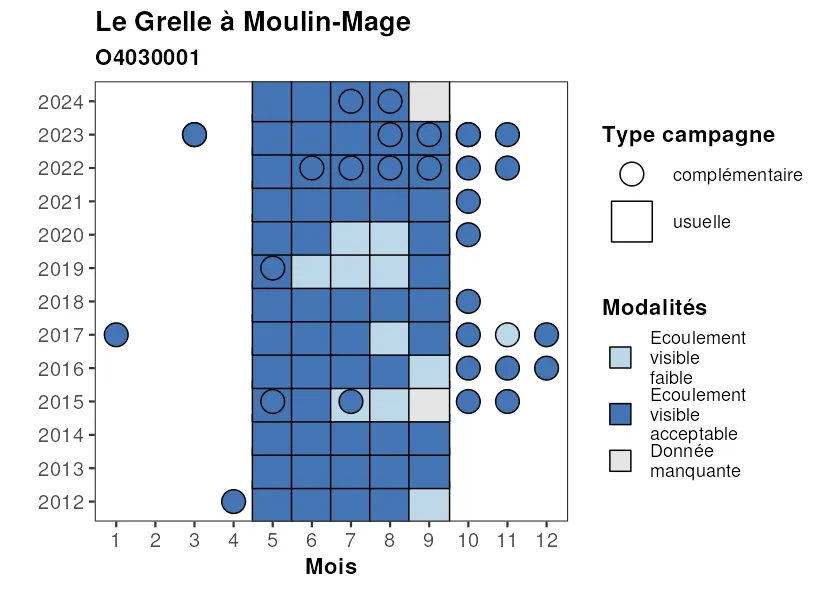 Le Grelle à Moulin-Mage
O4030001
2024
2023
2022
2021
2020
2019
2018
2017
2016
2015
2014
2013
2012
1 2 3 4 5 6 7 8 9 10 11 12
Mois
Type campagne
complémentaire
usuelle
Modalités
Ecoulement
visible
faible
Ecoulement
visible
acceptable
Donnée
manquante